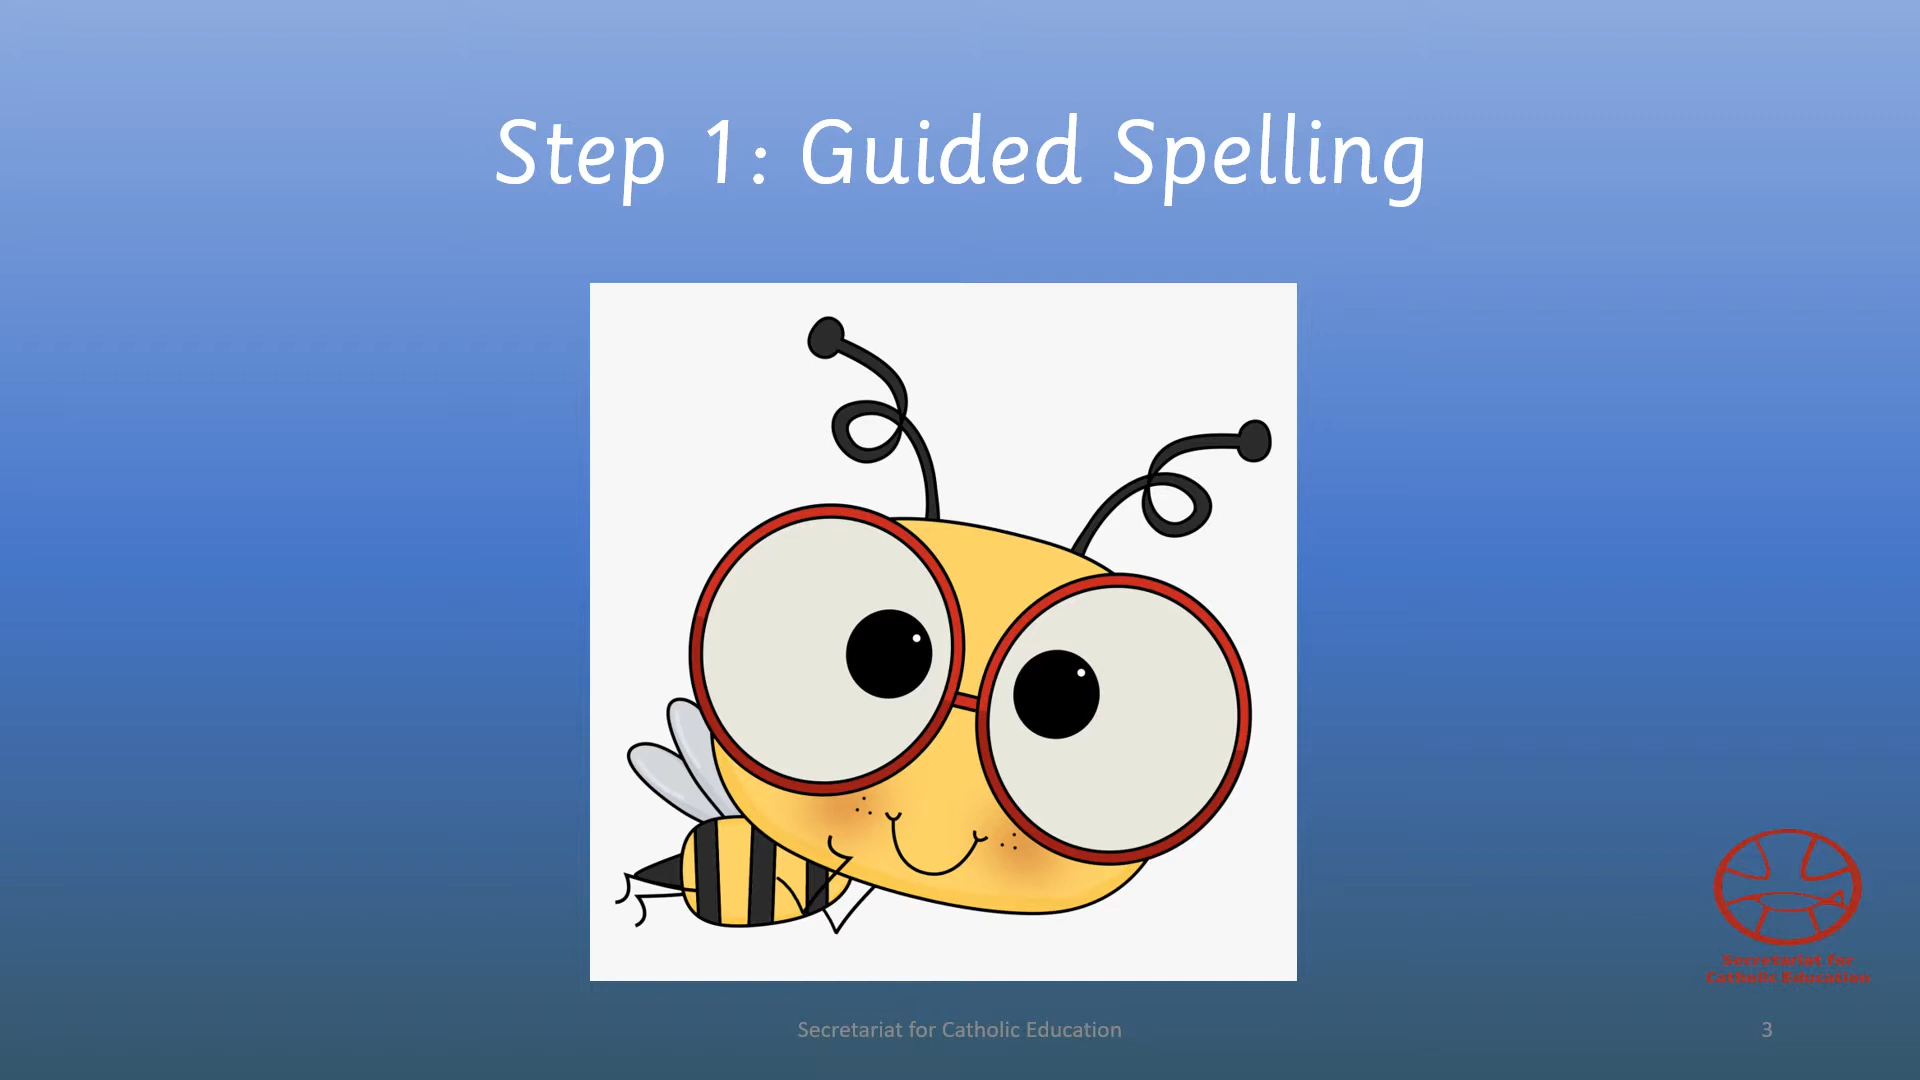 Step 1: Guided Spelling
Secretariat for
Catholic Education
Secretariat for Catholic Education
3